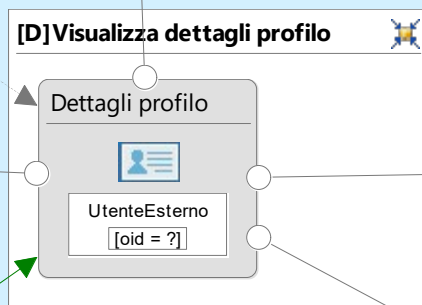 [D]Visualizza dettagli profilo
Dettagli profilo
UtenteEsterno
[oid = ?]